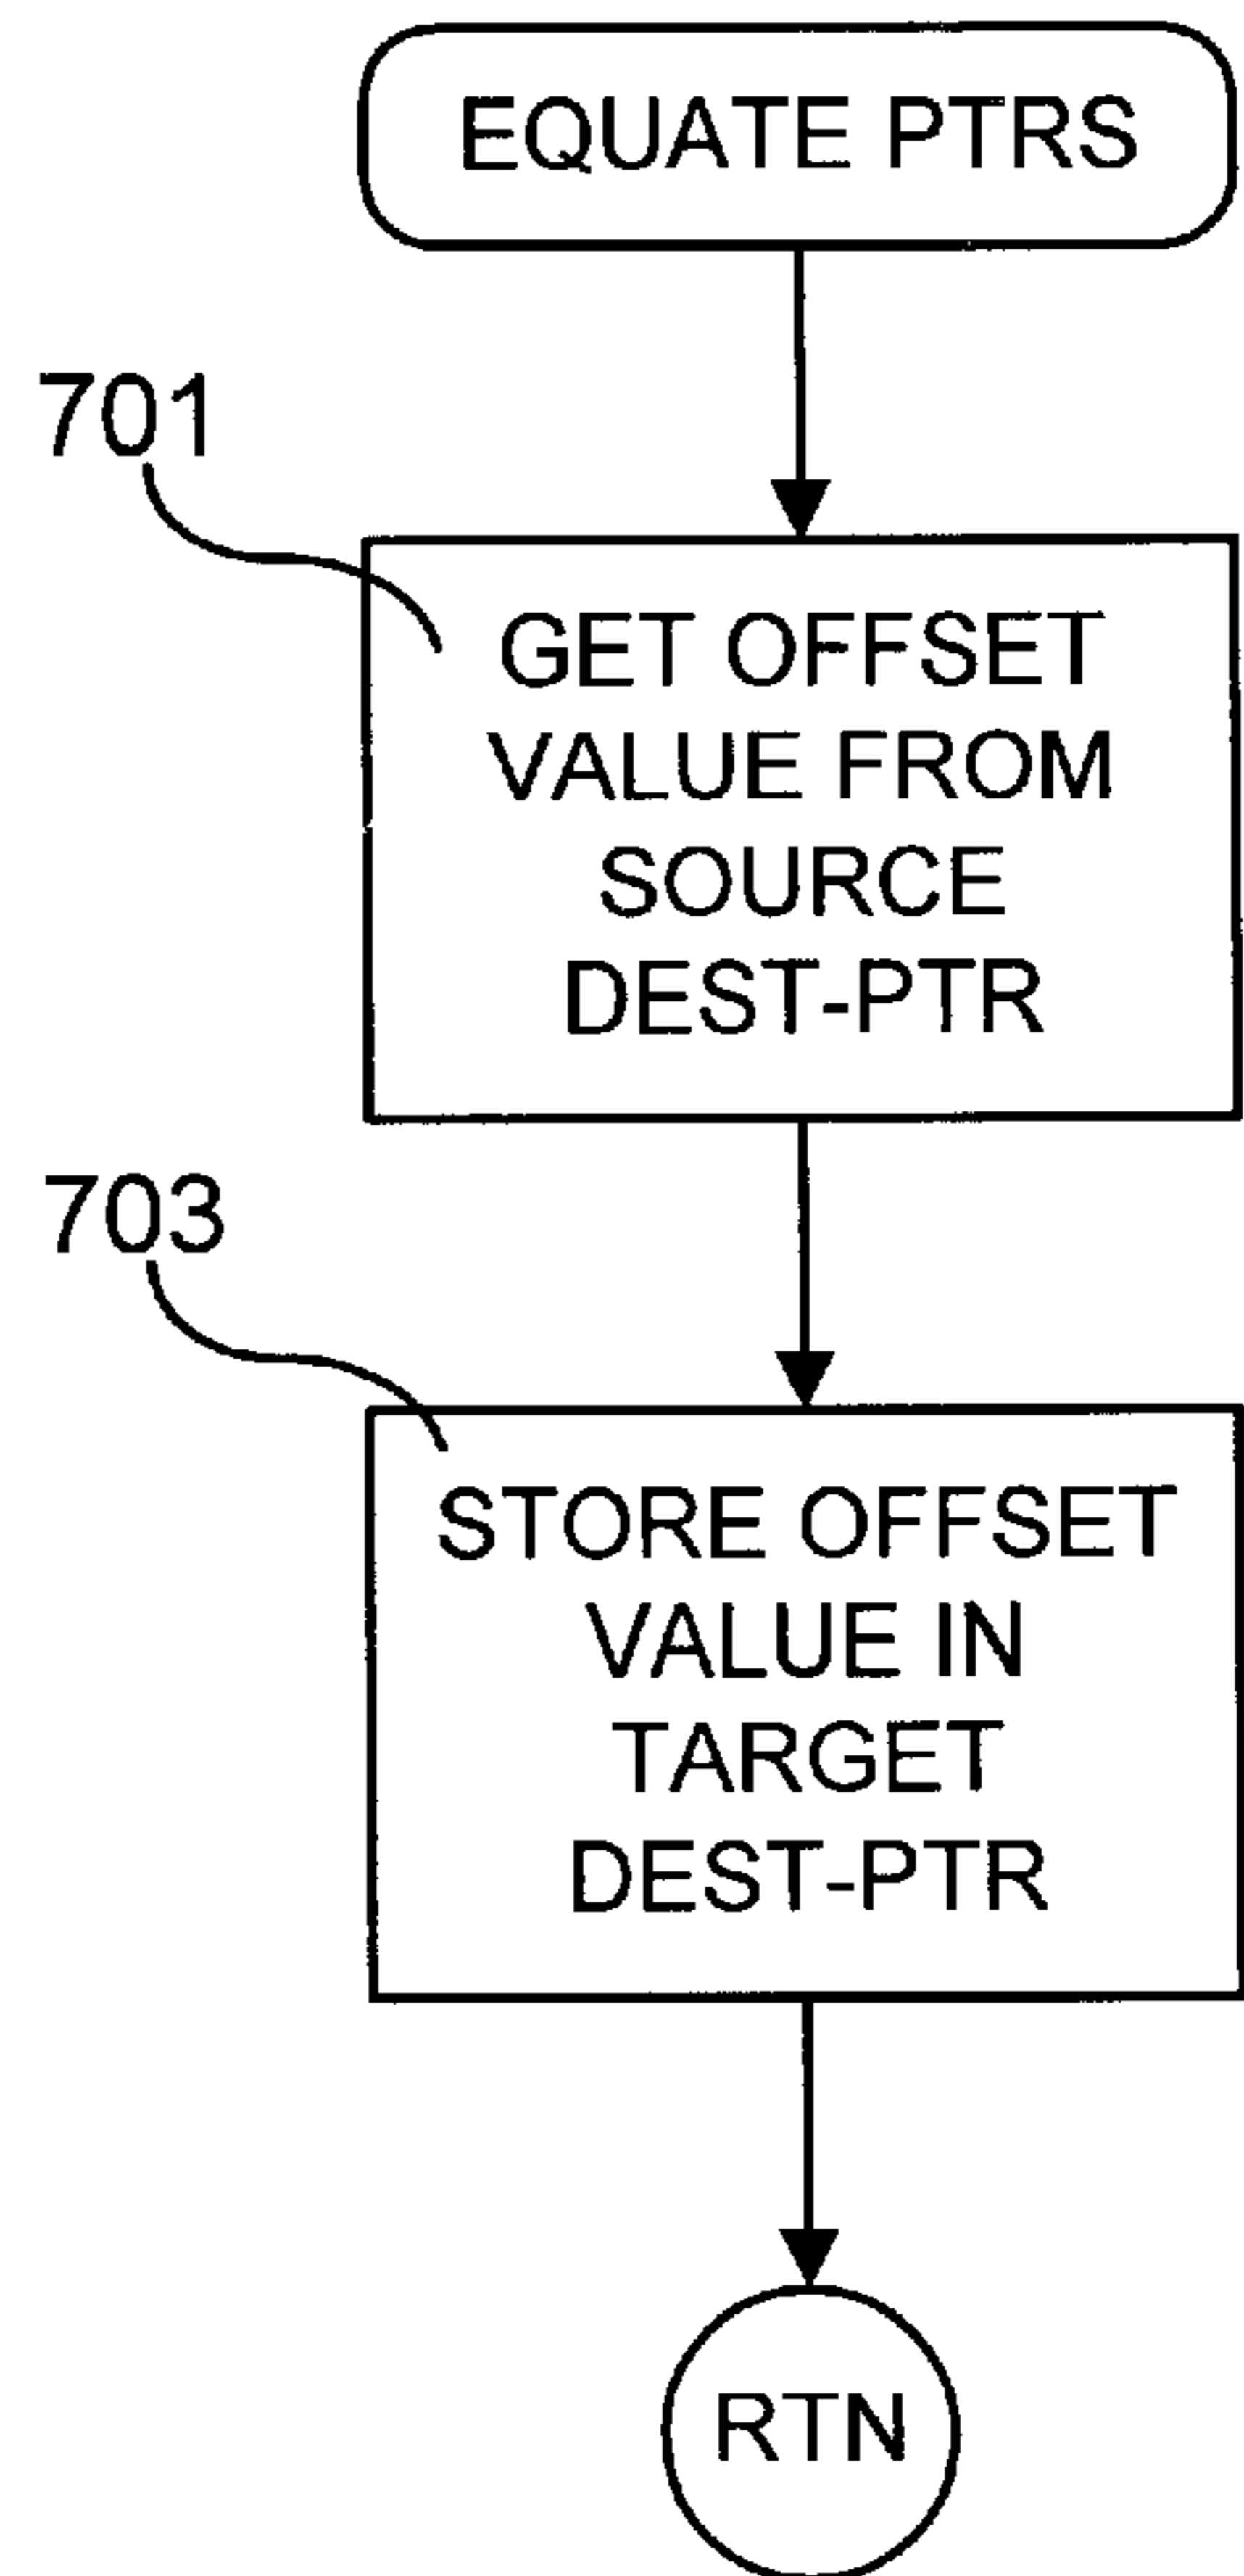 EQUATE PTRS
701
GET OFFSET
VALUE FROM
SOURCE
DEST-PTR
703
STORE OFFSET
VALUE IN
TARGET
DEST-PTR
RTN